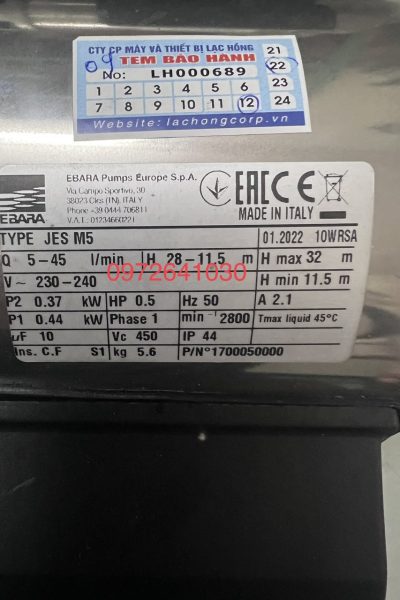 CTY CP MÁY VÀ THIẾT BỊ LẠC HỒNG
TEM BẢO HÀNH
09
No: LH000689
21
22
23
24
1 2 3 4 5 6
7 8 9 10 11 12
Website: lachongcorp.vn
EBARA
EBARA Pumps Europe S.p.A.
Via Campo Sportivo, 30
38023 Cles (TN), ITALY
Phone +39 0444 706811
V.A.T. 01234660221
EAC CE
MADE IN ITALY
TYPE JES M5 01.2022 10WRSA
Q 5-45 l/min H 28-11.5 m H max 32 m
V~ 230-240 H min 11.5 m
0972641030
P2 0.37 kW HP 0.5 Hz 50 A 2.1
P1 0.44 kW Phase 1 min⁻¹ 2800 Tmax liquid 45°C
µF 10 Vc 450 IP 44
Ins. C.F S1 kg 5.6 P/N°1700050000